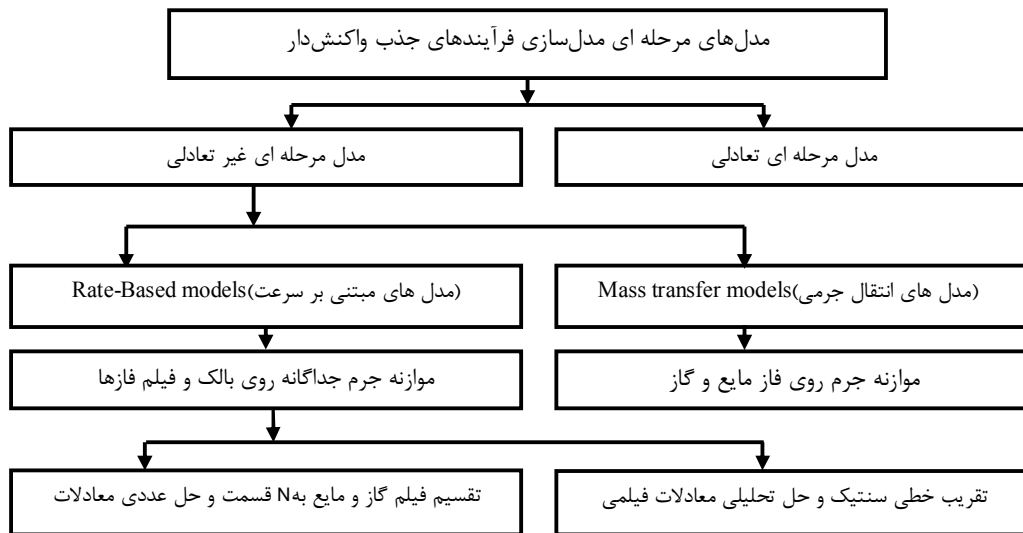 مدل‌های مرحله ای مدل‌سازی فرآیندهای جذب واکنش‌دار
مدل مرحله ای تعادلی
مدل مرحله ای غیر تعادلی
Mass transfer models(مدل های انتقال جرمی)
Rate-Based models(مدل های مبتنی بر سرعت)
موازنه جرم روی فاز مایع و گاز
موازنه جرم جداگانه روی بالک و فیلم فازها
تقریب خطی سنتیک و حل تحلیلی معادلات فیلمی
تقسیم فیلم گاز و مایع به N قسمت و حل عددی معادلات